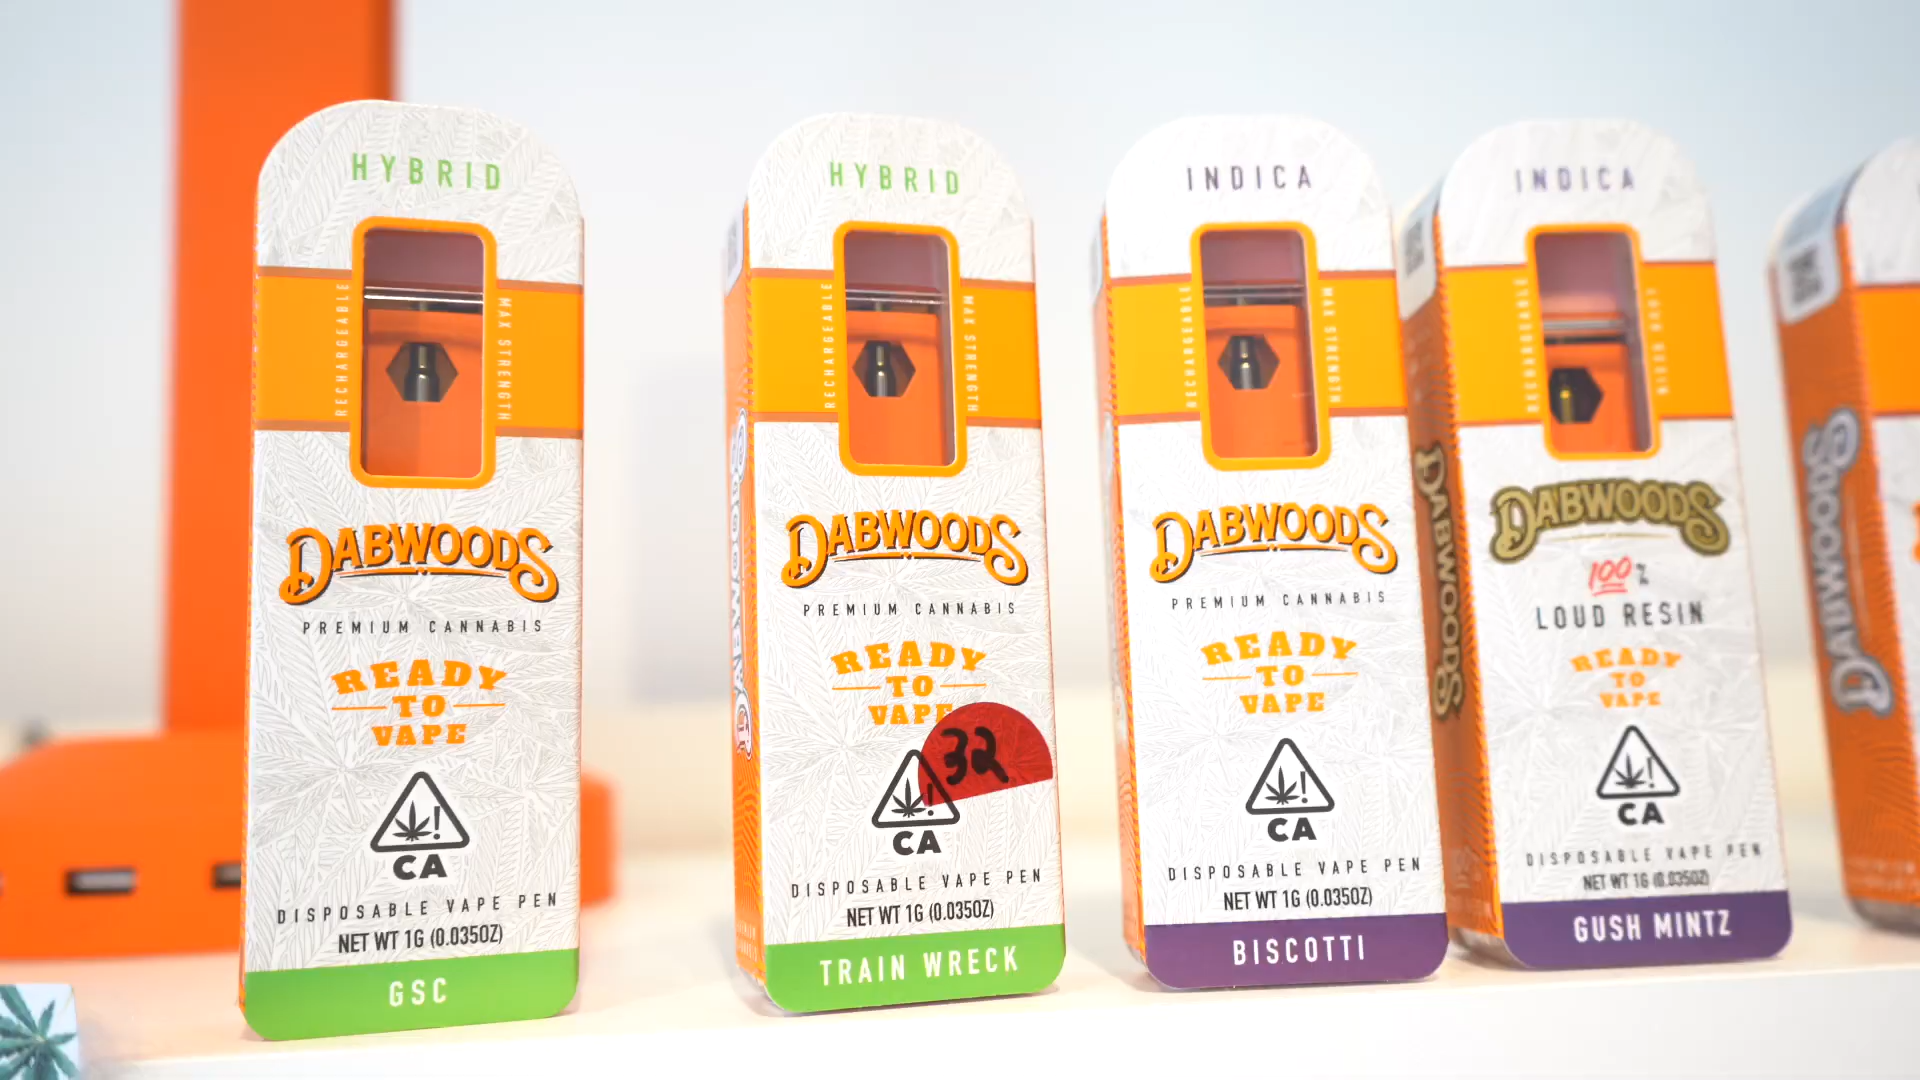 HYBRID
RECHARGEABLE
MAX STRENGTH
DABWOODS
PREMIUM CANNABIS
READY
TO
VAPE
CA
DISPOSABLE VAPE PEN
NET WT 1G (0.035OZ)
GSC
HYBRID
RECHARGEABLE
MAX STRENGTH
DABWOODS
PREMIUM CANNABIS
READY
TO
VAPE
32
CA
DISPOSABLE VAPE PEN
NET WT 1G (0.035OZ)
TRAIN WRECK
DABWOODS
INDICA
RECHARGEABLE
MAX STRENGTH
DABWOODS
PREMIUM CANNABIS
READY
TO
VAPE
CA
DISPOSABLE VAPE PEN
NET WT 1G (0.035OZ)
BISCOTTI
DABWOODS
INDICA
RECHARGEABLE
LOUD RESIN
DABWOODS
100%
LOUD RESIN
READY
TO
VAPE
CA
DISPOSABLE VAPE PEN
NET WT 1G (0.035OZ)
GUSH MINTZ
DABWOODS